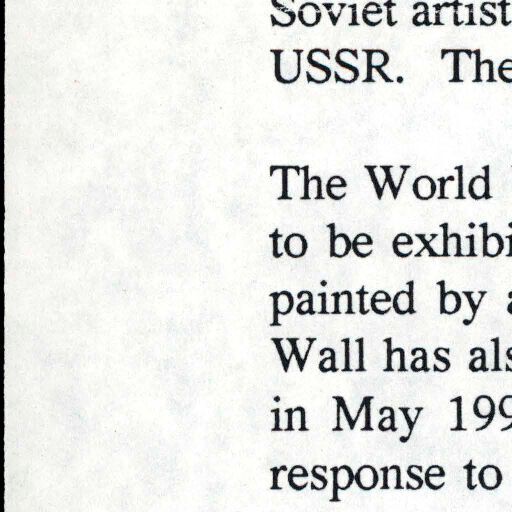 Soviet artist
USSR. The
The World
to be exhibi
painted by a
Wall has als
in May 199
response to